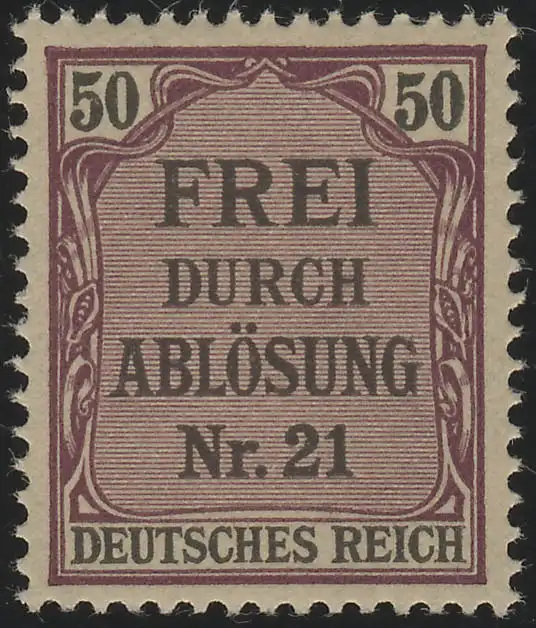 50 50
FREI
DURCH
ABLÖSUNG
Nr. 21
DEUTSCHES REICH